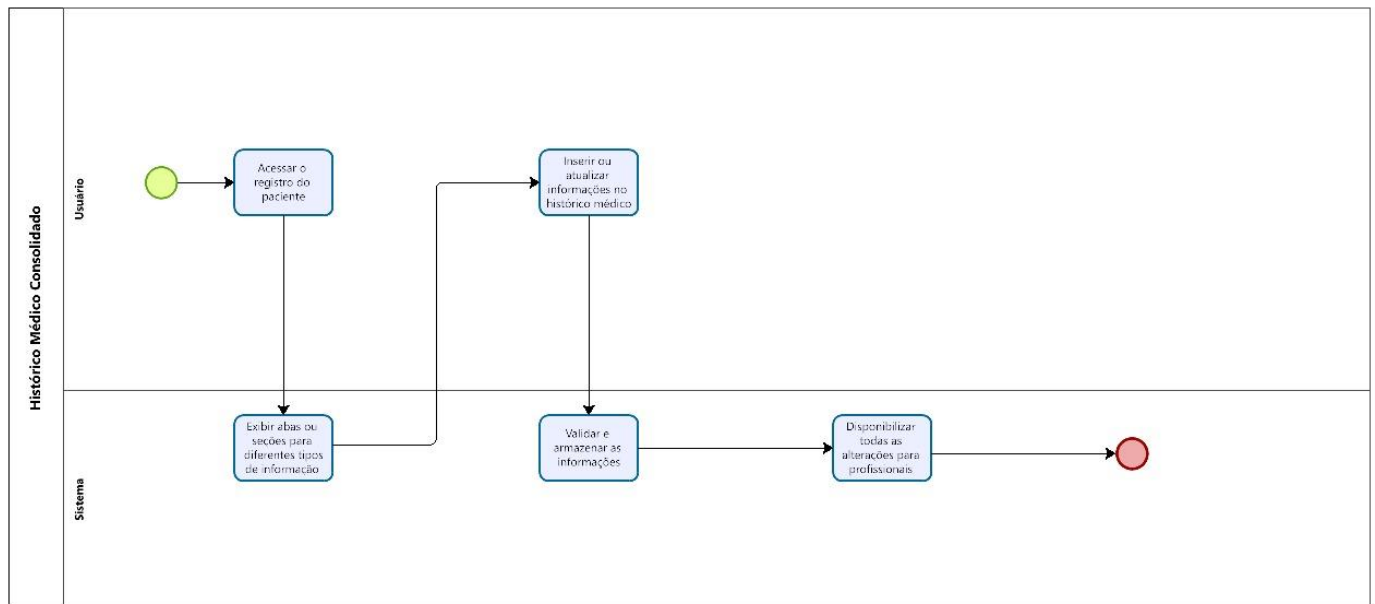 Histórico Médico Consolidado
Usuário
Acessar o
registro do
paciente
Inserir ou
atualizar
informações no
histórico médico
Sistema
Exibir abas ou
seções para
diferentes tipos
de informação
Validar e
armazenar as
informações
Disponibilizar
todas as
alterações para
profissionais